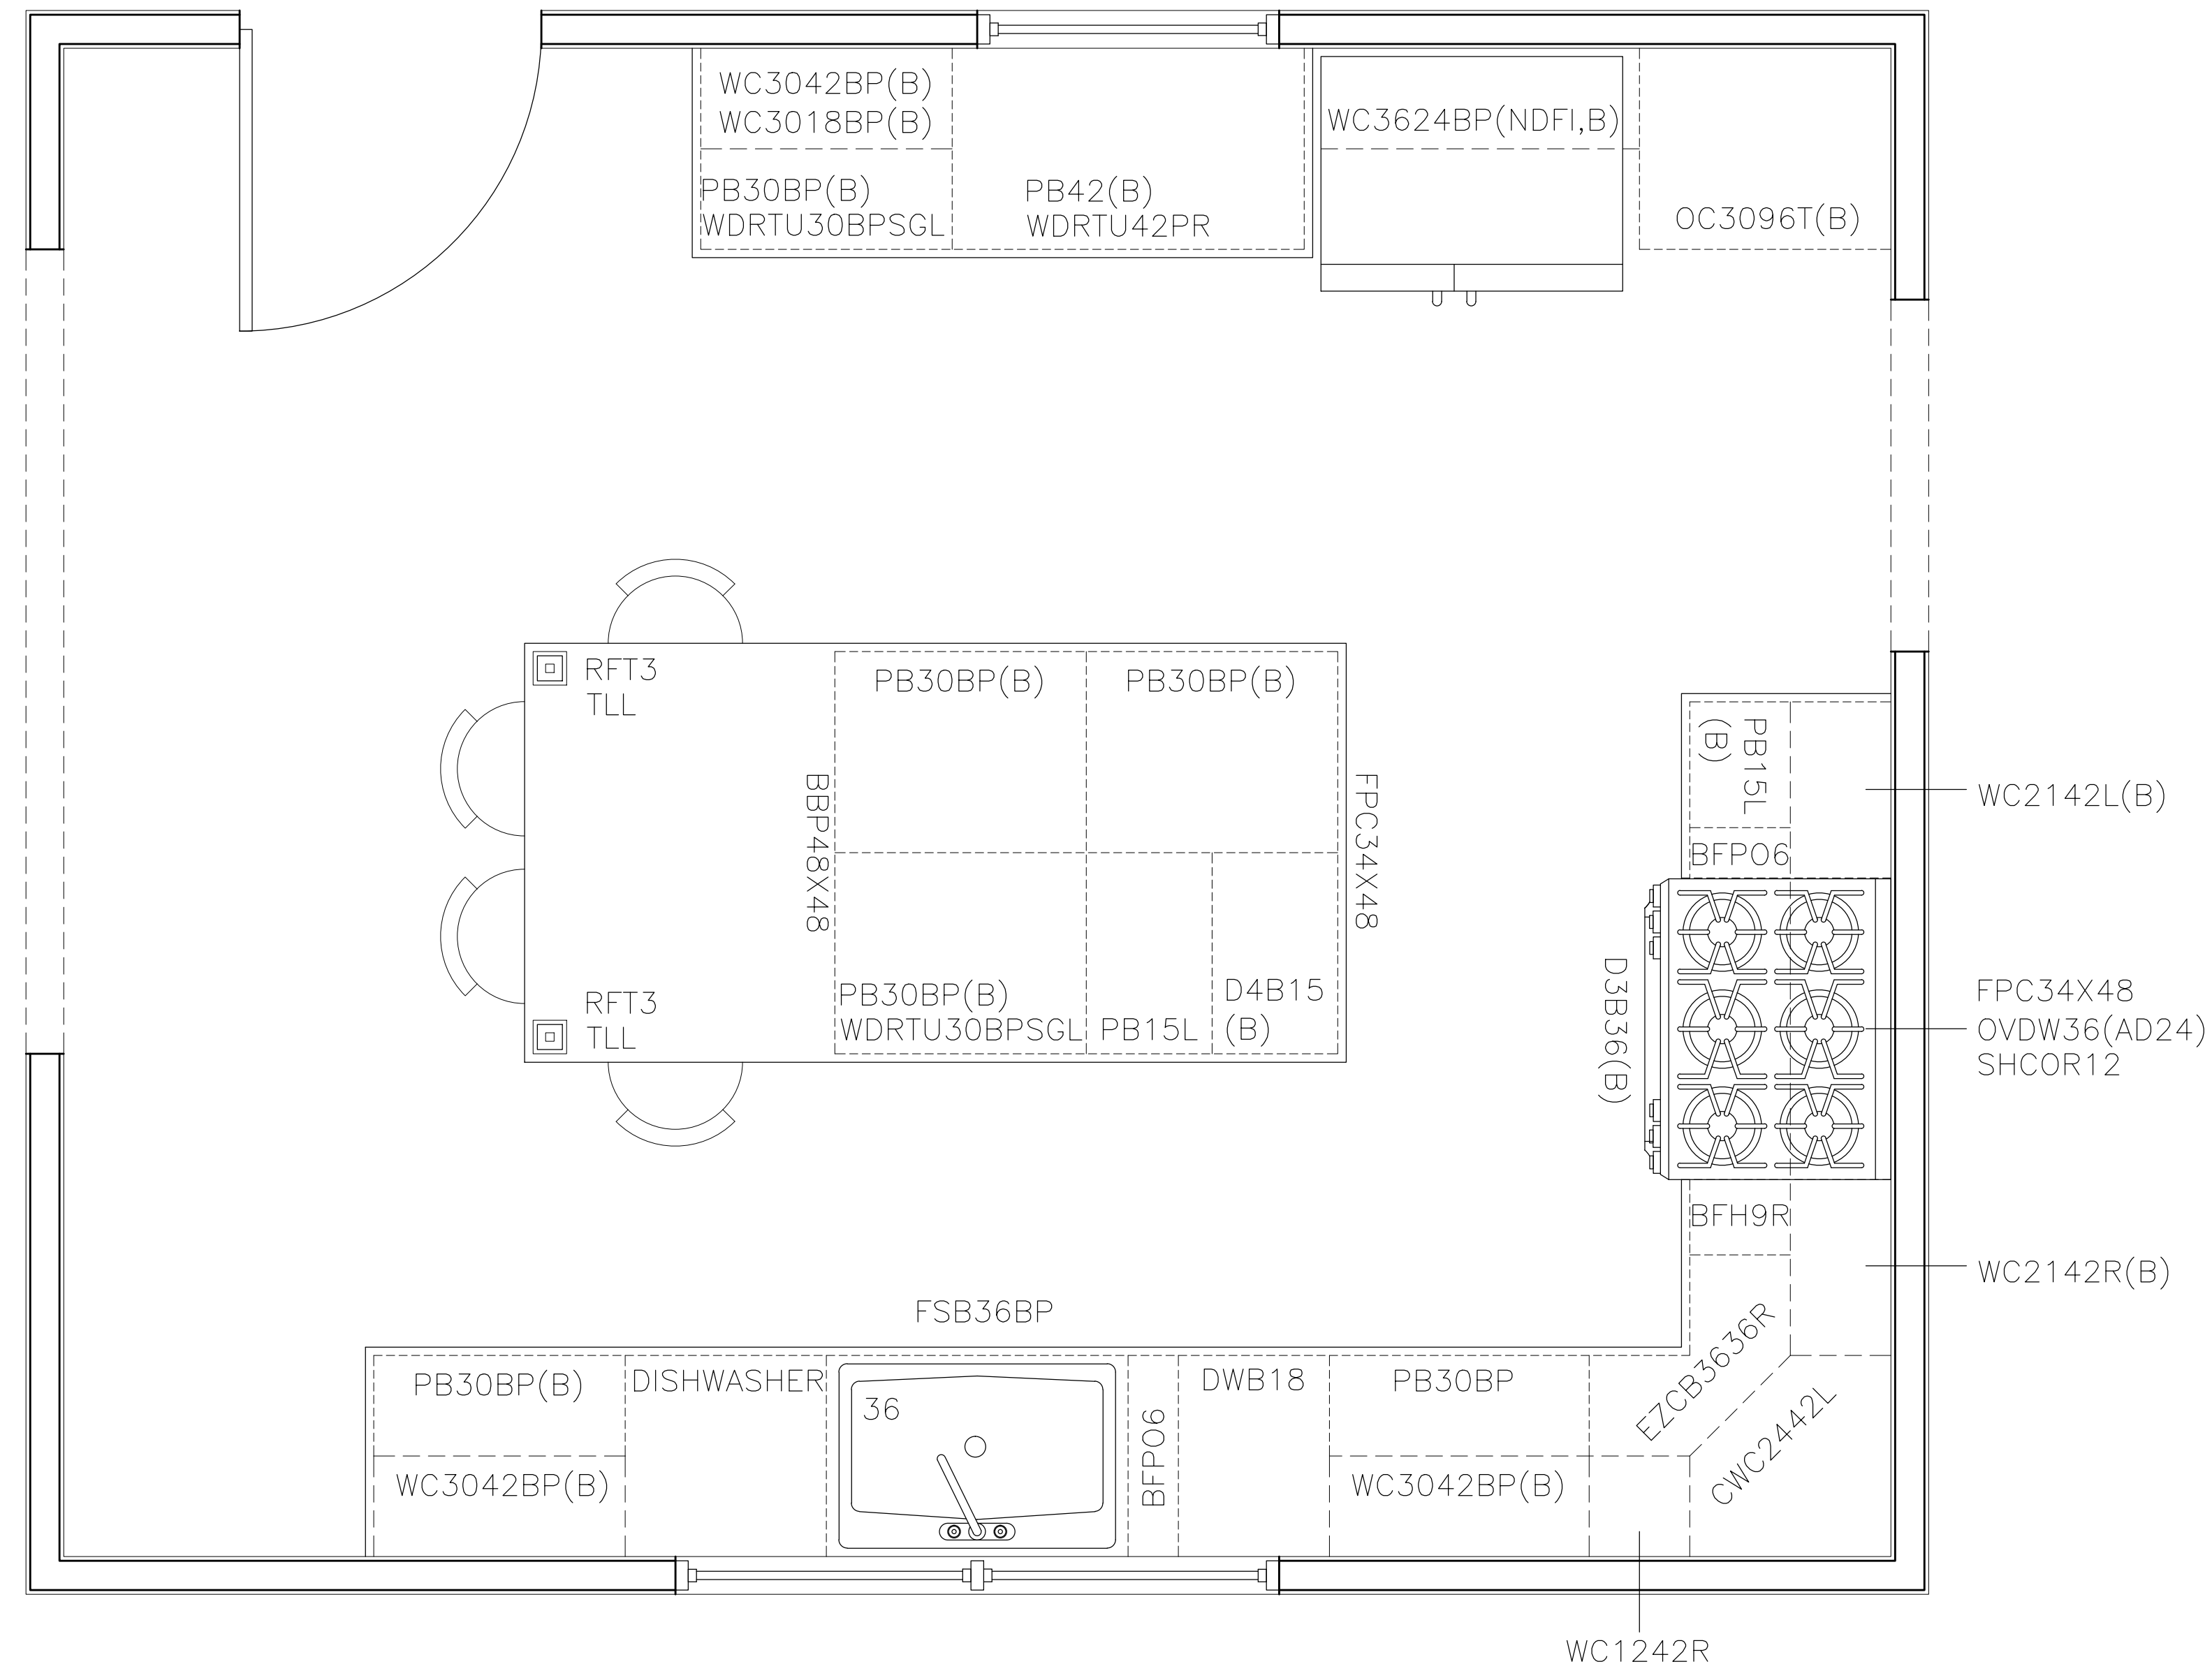 WC3042BP(B)
WC3018BP(B)
PB30BP(B)
WDRTU30BPSGL
PB42(B)
WDRTU42PR
WC3624BP(NDFI,B)
OC3096T(B)
RFT3
TLL
PB30BP(B)
PB30BP(B)
BBP48X48
FPC34X48
RFT3
TLL
PB30BP(B)
WDRTU30BPSGL
PB15L
D4B15
(B)
PB15L
(B)
WC2142L(B)
BFP06
D3B36(B)
FPC34X48
OVDW36(AD24)
SHCOR12
BFH9R
WC2142R(B)
FSB36BP
PB30BP(B)
WC3042BP(B)
DISHWASHER
36
BFP06
DWB18
PB30BP
WC3042BP(B)
EZCB3636R
CWC2442L
WC1242R